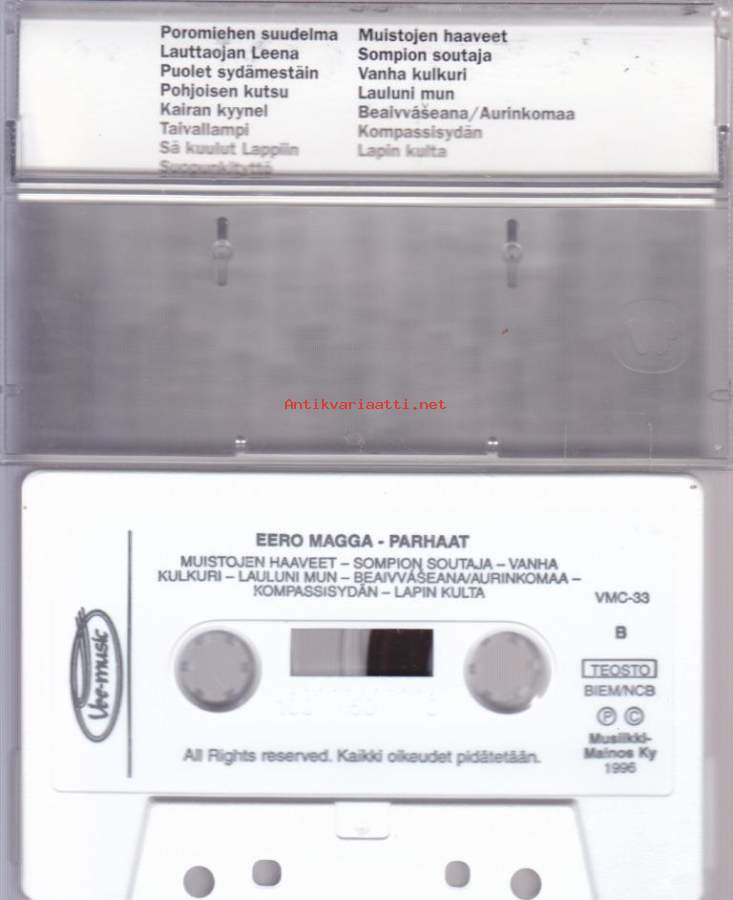 Poromiehen suudelma
Lauttaojan Leena
Puolet sydämestäin
Pohjoisen kutsu
Kairan kyynel
Taivallampi
Sä kuulut Lappiin
Suopunkityttö
Muistojen haaveet
Sompion soutaja
Vanha kulkuri
Lauluni mun
Beaivvášeana/Aurinkomaa
Kompassisydän
Lapin kulta
Antikvariaatti.net
EERO MAGGA - PARHAAT
MUISTOJEN HAAVEET – SOMPION SOUTAJA – VANHA
KULKURI – LAULUNI MUN – BEAIVVÁŠEANA/AURINKOMAA –
KOMPASSISYDÄN – LAPIN KULTA
Vee-music
VMC-33
B
TEOSTO
BIEM/NCB
Ⓟ ©
Musiikki-
Mainos Ky
1996
All Rights reserved. Kaikki oikeudet pidätetään.